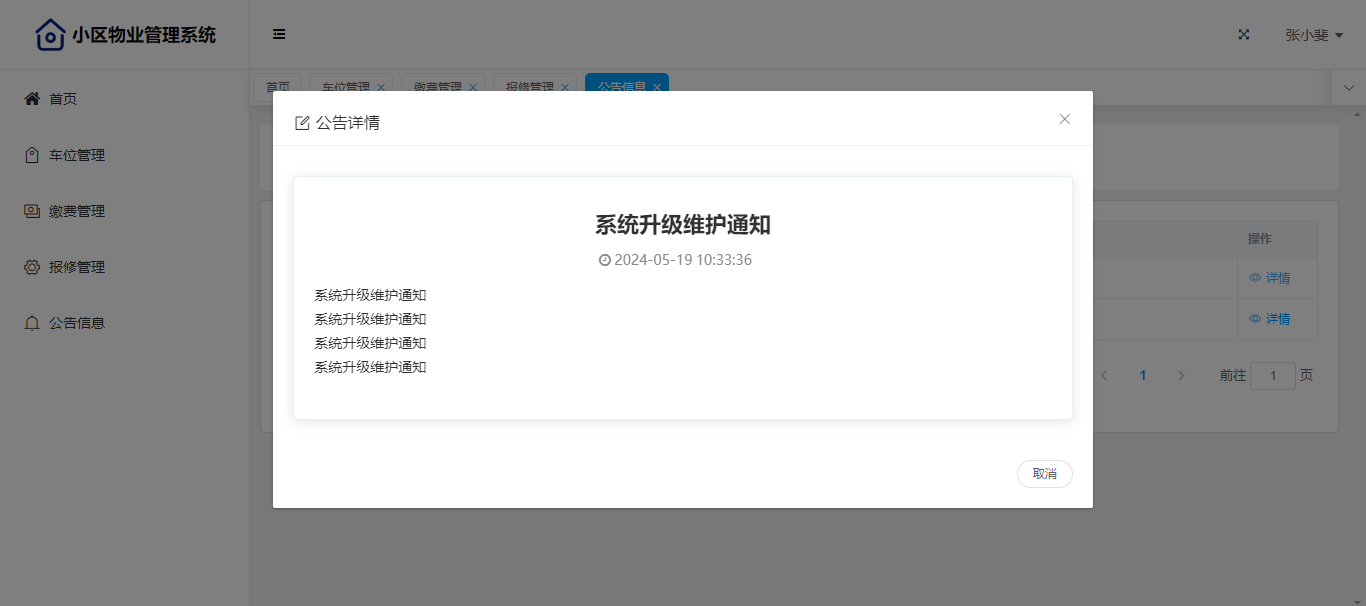 小区物业管理系统
张小斐
首页
车位管理
缴费管理
报修管理
公告信息
首页
车位管理
缴费管理
报修管理
公告信息
公告详情
系统升级维护通知
2024-05-19 10:33:36
系统升级维护通知
系统升级维护通知
系统升级维护通知
系统升级维护通知
取消
操作
详情
详情
1
前往 1 页